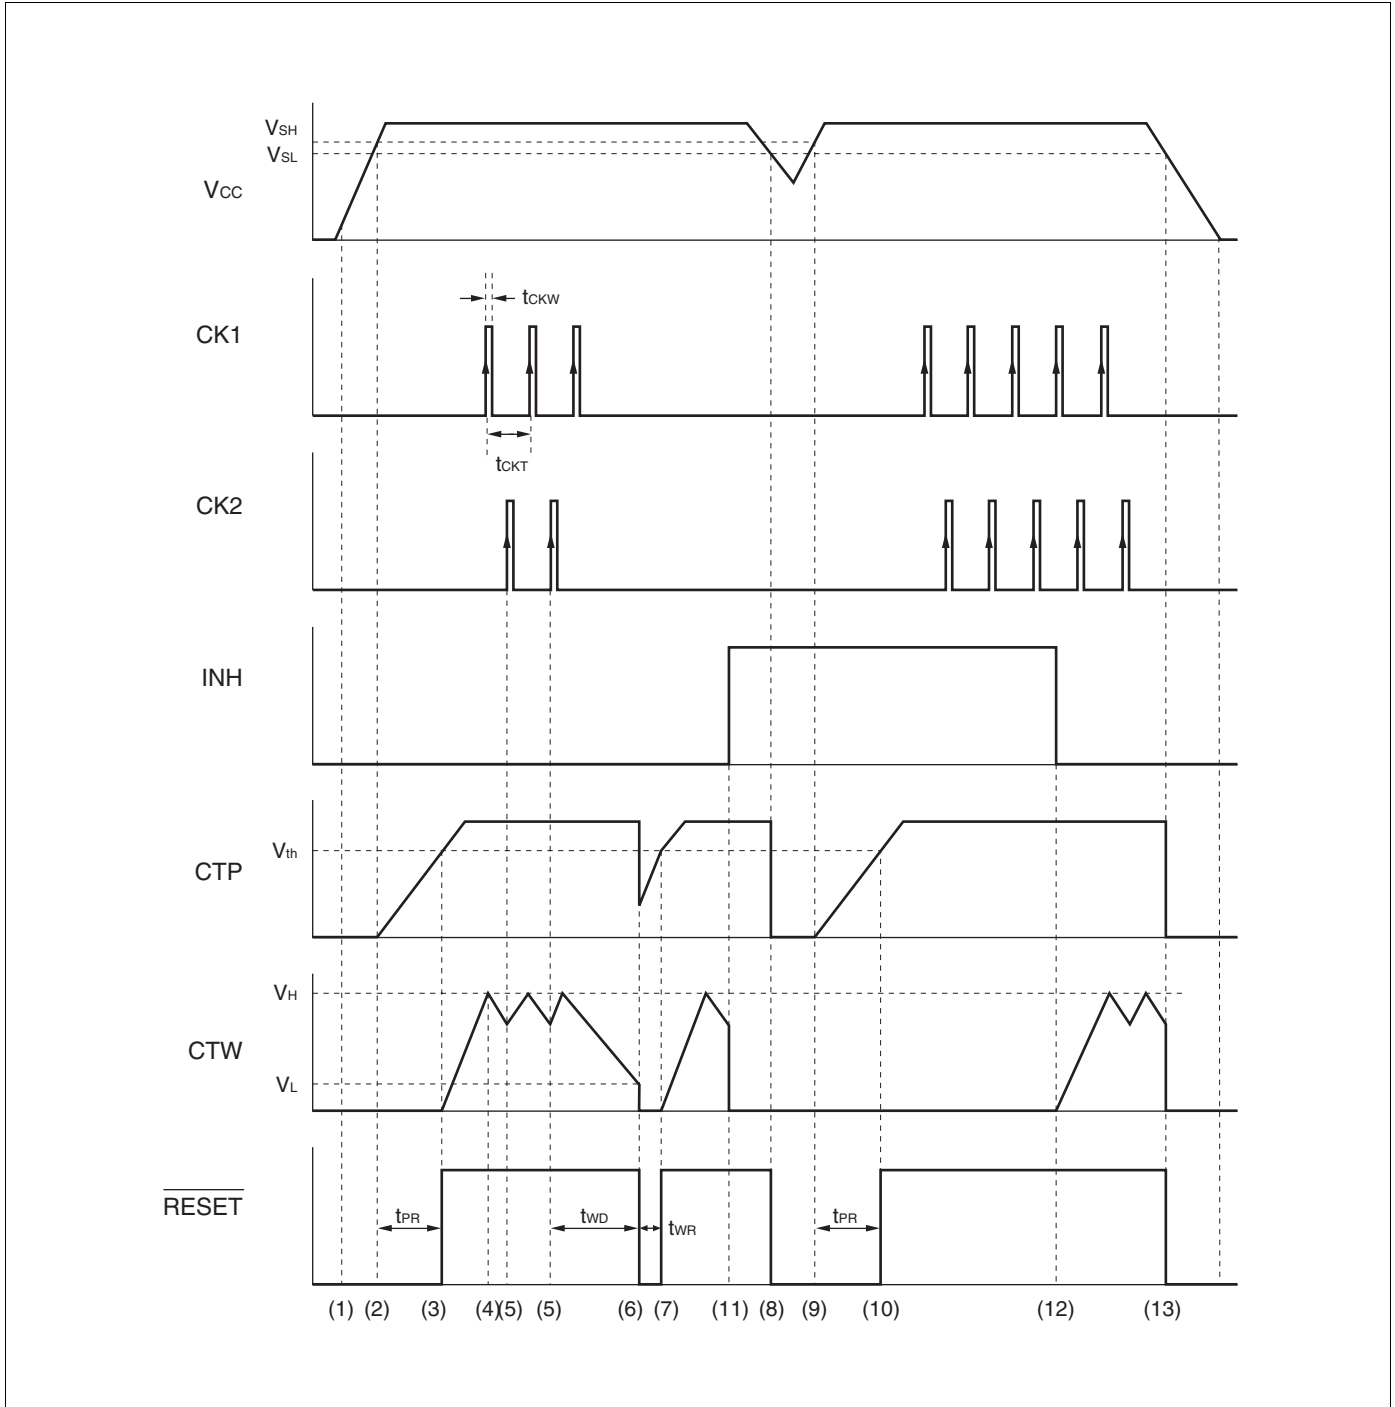 VSH
VSL
VCC
tCKW
CK1
tCKT
CK2
INH
Vth
CTP
VH
CTW
VL
RESET
tPR
tWD
tWR
tPR
(1) (2) (3) (4)(5) (5) (6) (7) (11) (8) (9) (10) (12) (13)